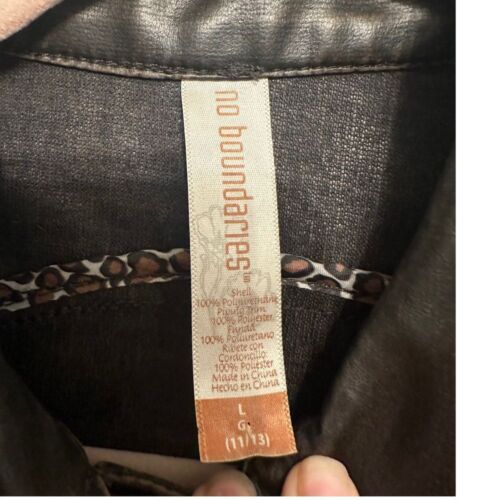 no boundaries™
Shell:
100% Polyurethane
Piping Trim
100% Polyester
Funda:
100% Poliuretano
Ribete con
Cordoncillo:
100% Poliester
Made in China
Hecho en China
L
G
(11/13)